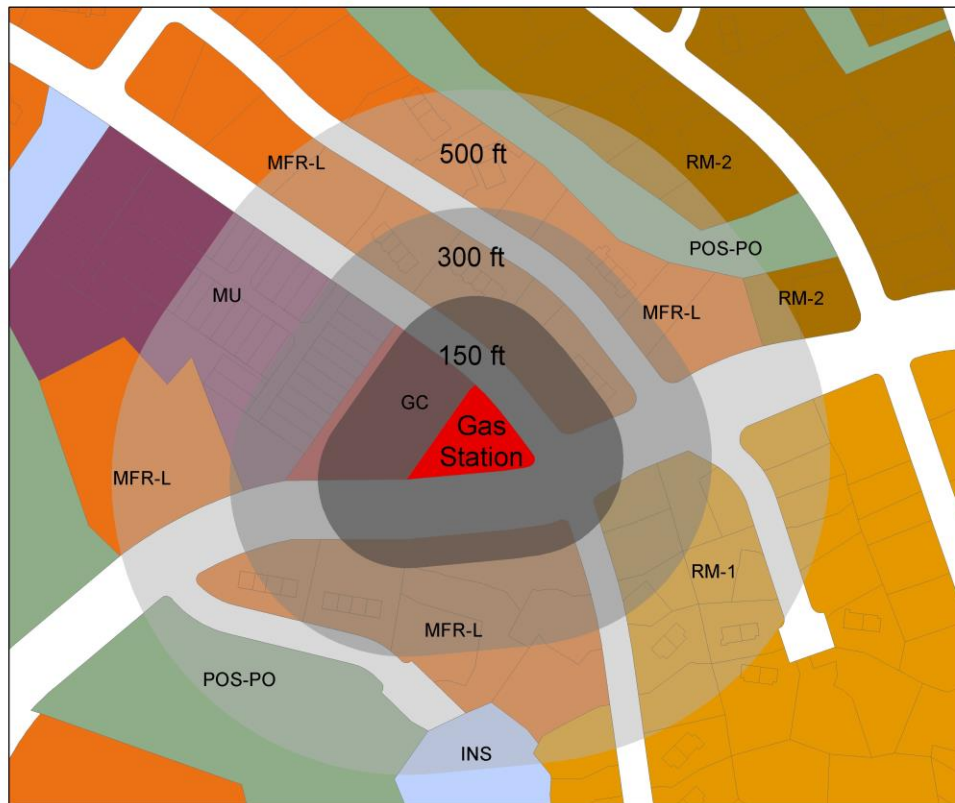 500 ft
MFR-L
RM-2
POS-PO
300 ft
MU
RM-2
MFR-L
150 ft
GC
Gas
Station
MFR-L
RM-1
MFR-L
POS-PO
INS